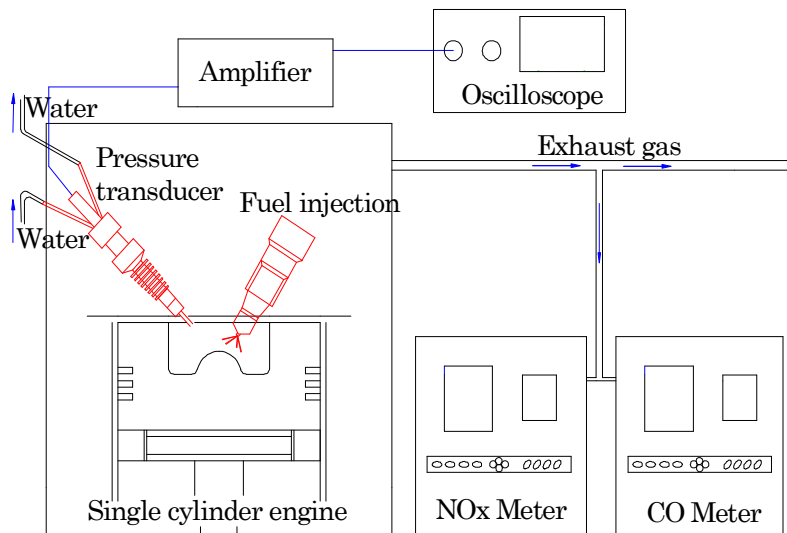 Amplifier
Oscilloscope
Water
Exhaust gas
Pressure
transducer
Fuel injection
Water
Single cylinder engine
NOx Meter
CO Meter